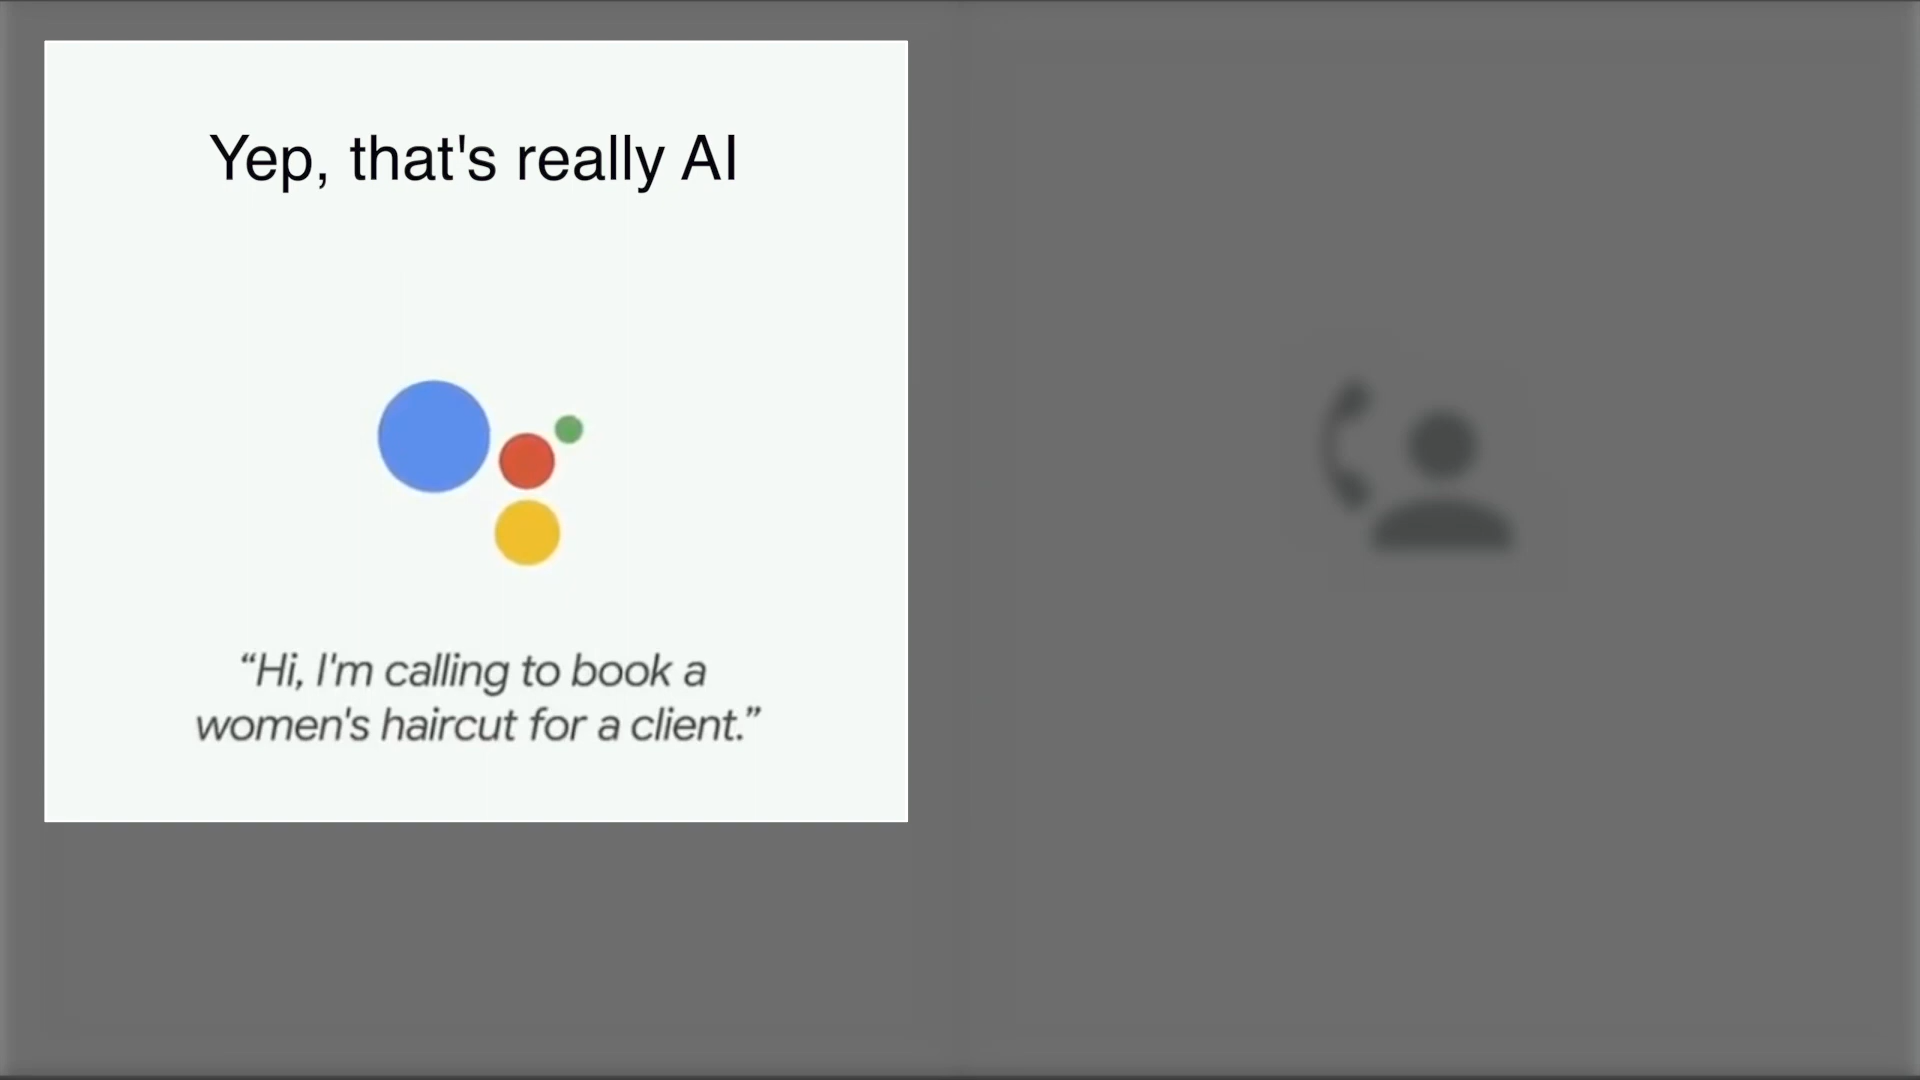 Yep, that's really AI
“Hi, I'm calling to book a
women's haircut for a client.”